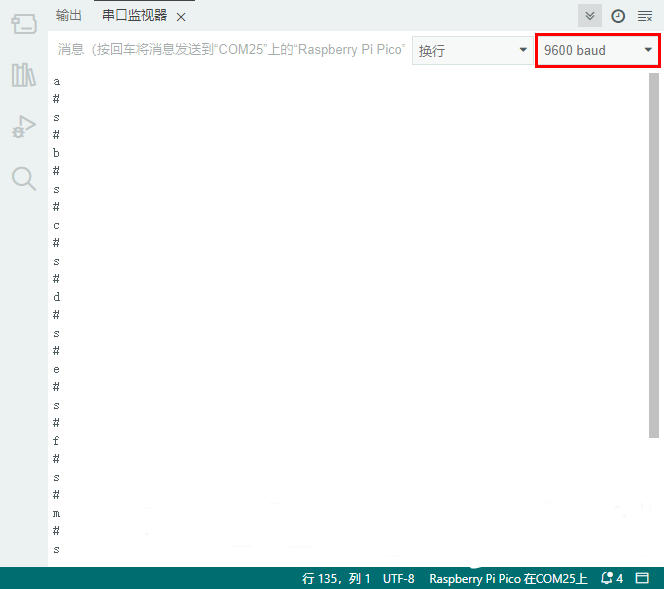 输出 串口监视器
消息（按回车将消息发送到“COM25”上的“Raspberry Pi Pico” 换行 9600 baud
a
#
s
#
b
#
s
#
c
#
s
#
d
#
s
#
e
#
s
#
f
#
s
#
m
#
s
行 135，列 1 UTF-8 Raspberry Pi Pico 在COM25上 4